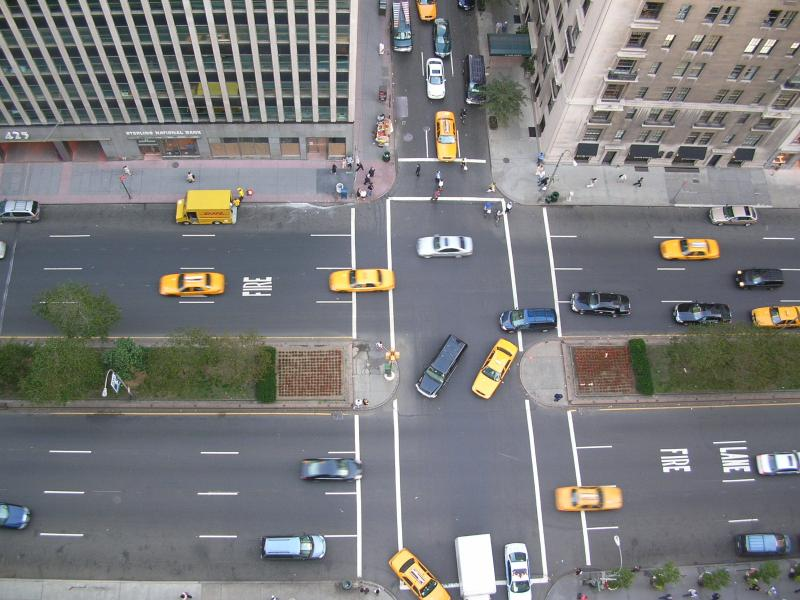 425
STERLING NATIONAL BANK
DHL
FIRE
FIRE
LANE